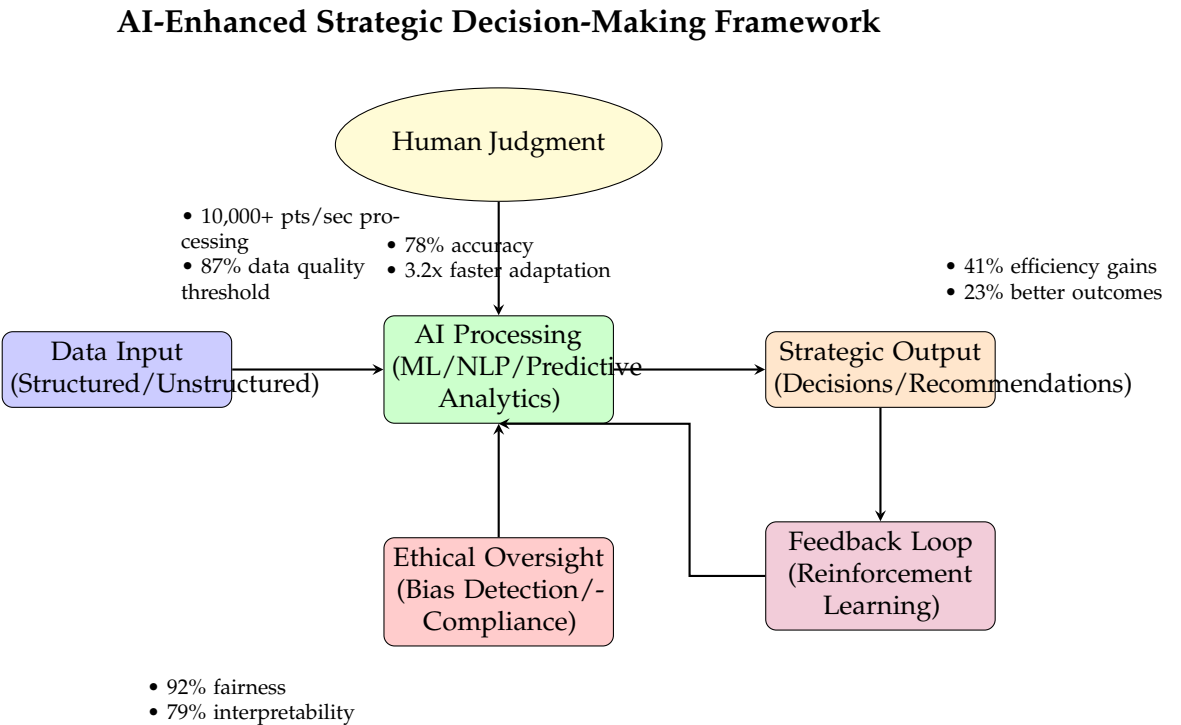 AI-Enhanced Strategic Decision-Making Framework
Human Judgment
• 10,000+ pts/sec pro-
cessing
• 87% data quality
threshold
• 78% accuracy
• 3.2x faster adaptation
• 41% efficiency gains
• 23% better outcomes
Data Input
(Structured/Unstructured)
AI Processing
(ML/NLP/Predictive
Analytics)
Strategic Output
(Decisions/Recommendations)
Ethical Oversight
(Bias Detection/-
Compliance)
Feedback Loop
(Reinforcement
Learning)
• 92% fairness
• 79% interpretability